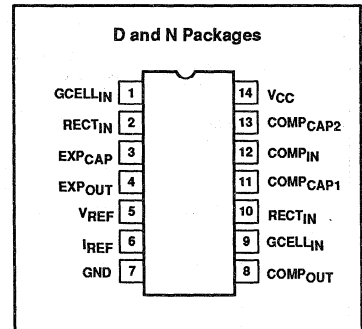 D and N Packages
GCELLIN 1 14 VCC
RECTIN 2 13 COMPCAP2
EXPCAP 3 12 COMPIN
EXPOUT 4 11 COMPCAP1
VREF 5 10 RECTIN
IREF 6 9 GCELLIN
GND 7 8 COMPOUT